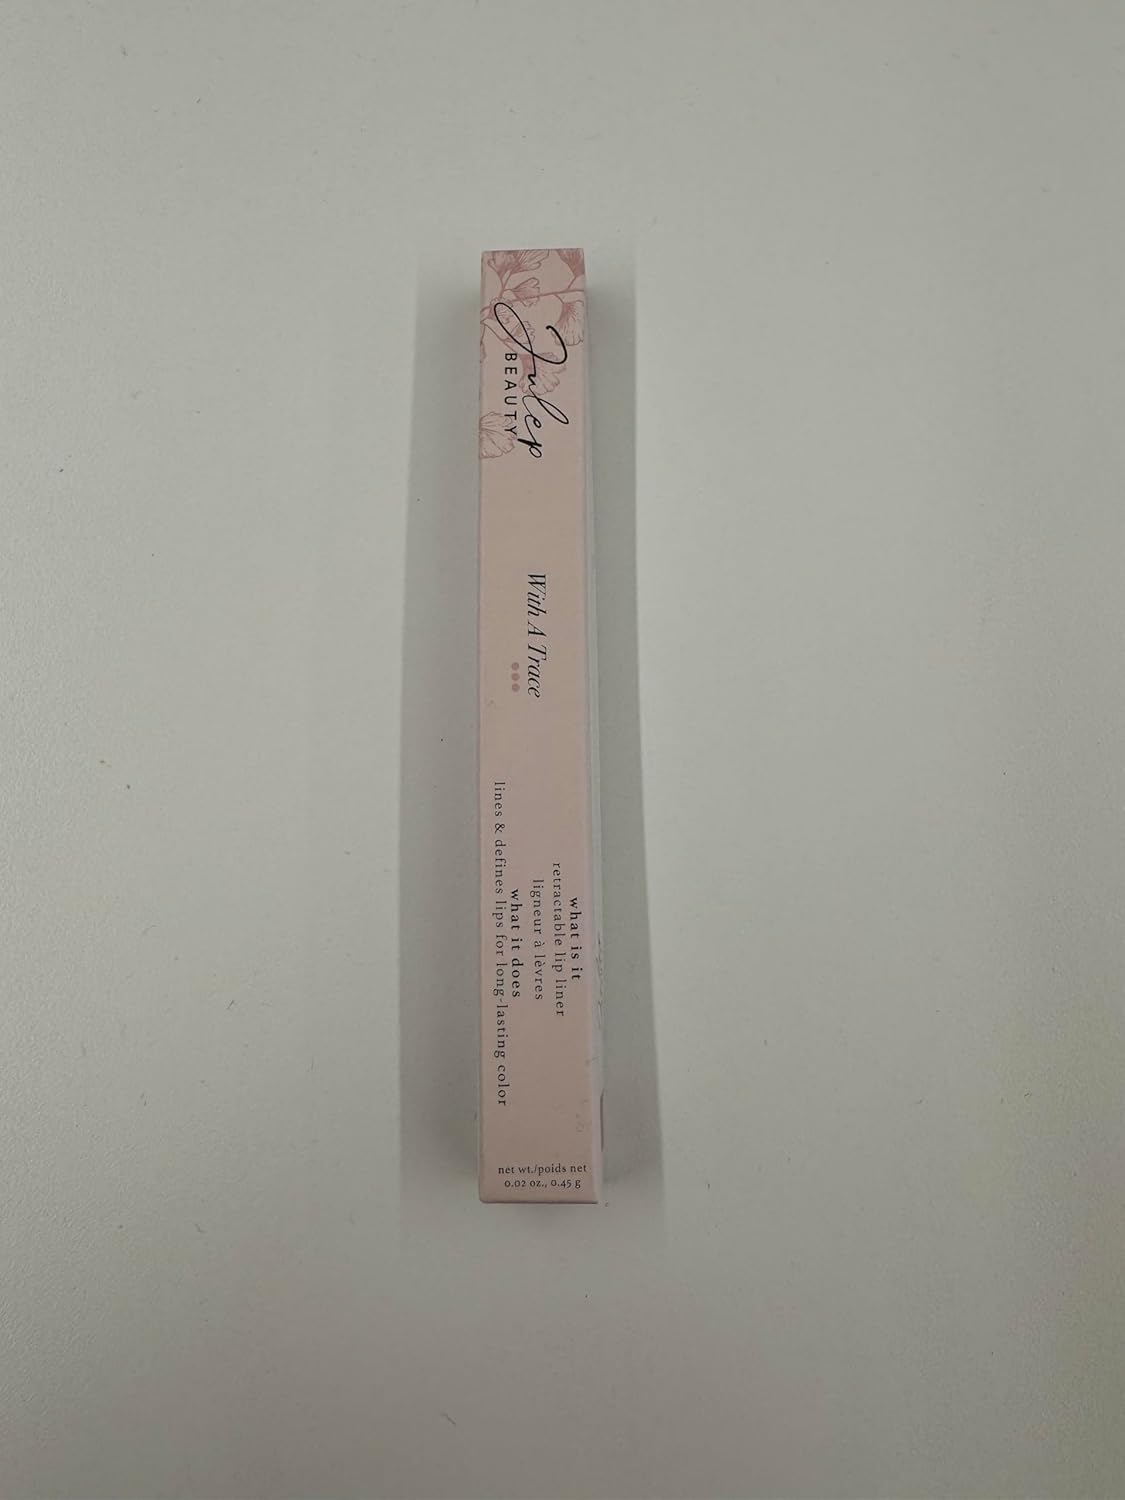 Julep
BEAUTY
With A Trace
what is it
retractable lip liner
ligneur à lèvres
what it does
lines & defines lips for long-lasting color
net wt./poids net
0.02 oz., 0.45 g